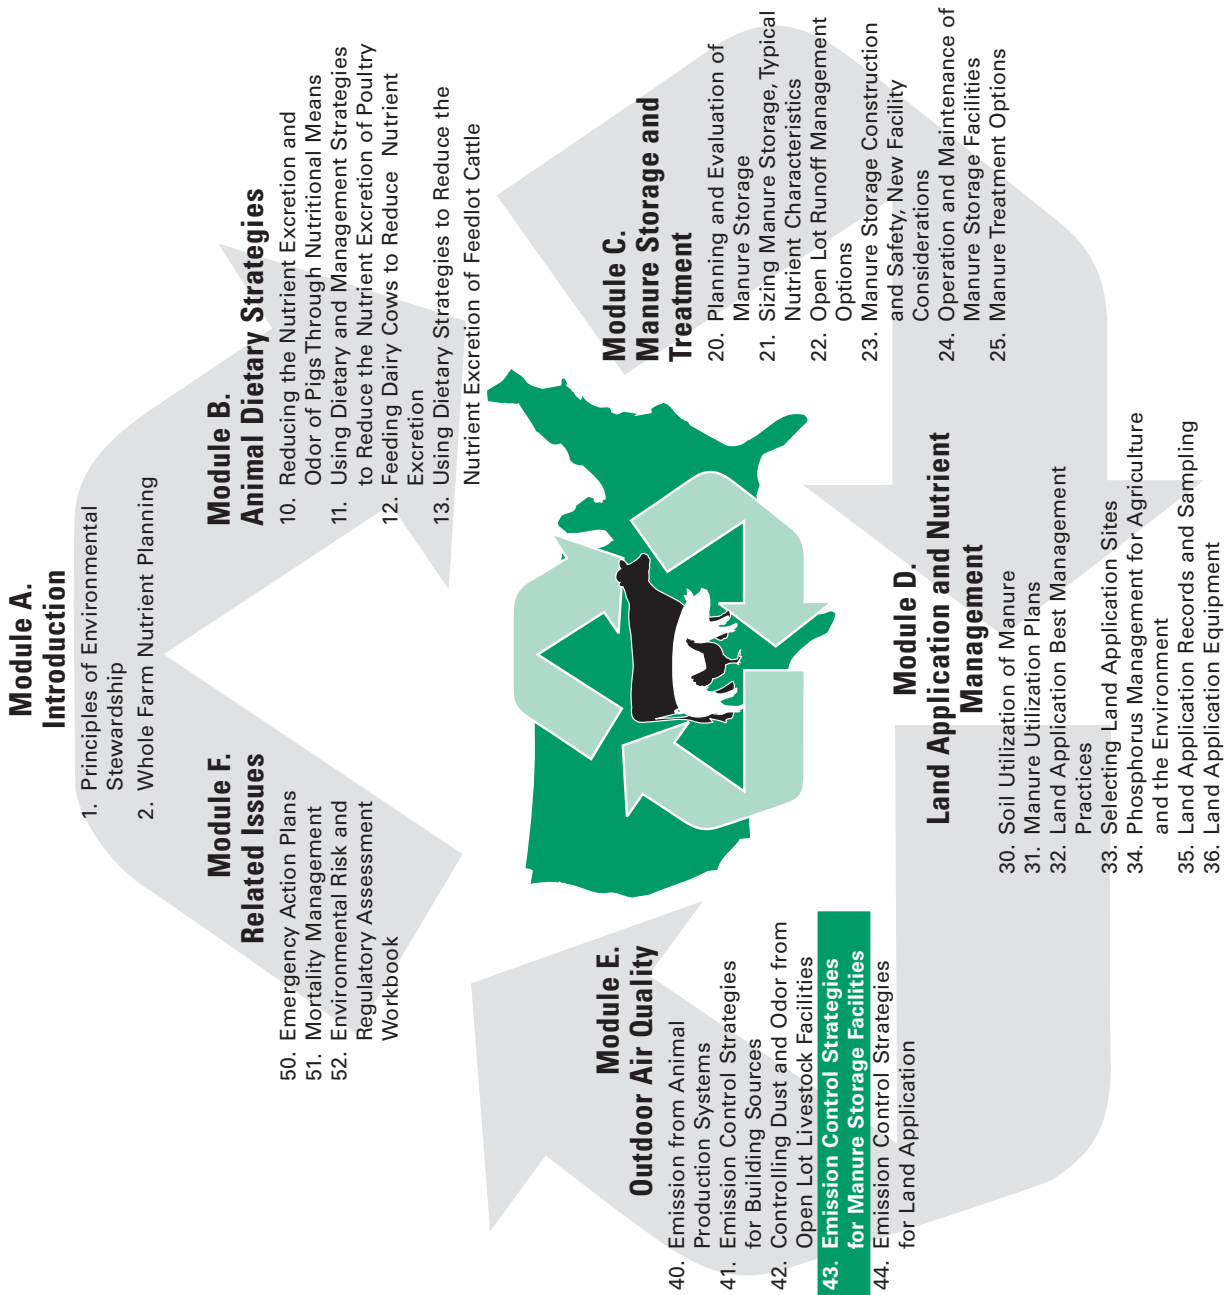 Module A.
Introduction
1. Principles of Environmental
Stewardship
2. Whole Farm Nutrient Planning
Module B.
Animal Dietary Strategies
10. Reducing the Nutrient Excretion and
Odor of Pigs Through Nutritional Means
11. Using Dietary and Management Strategies
to Reduce the Nutrient Excretion of Poultry
12. Feeding Dairy Cows to Reduce Nutrient
Excretion
13. Using Dietary Strategies to Reduce the
Nutrient Excretion of Feedlot Cattle
Module C.
Manure Storage and
Treatment
20. Planning and Evaluation of
Manure Storage
21. Sizing Manure Storage, Typical
Nutrient Characteristics
22. Open Lot Runoff Management
Options
23. Manure Storage Construction
and Safety, New Facility
Considerations
24. Operation and Maintenance of
Manure Storage Facilities
25. Manure Treatment Options
Module D.
Land Application and Nutrient
Management
30. Soil Utilization of Manure
31. Manure Utilization Plans
32. Land Application Best Management
Practices
33. Selecting Land Application Sites
34. Phosphorus Management for Agriculture
and the Environment
35. Land Application Records and Sampling
36. Land Application Equipment
Module E.
Outdoor Air Quality
40. Emission from Animal
Production Systems
41. Emission Control Strategies
for Building Sources
42. Controlling Dust and Odor from
Open Lot Livestock Facilities
43. Emission Control Strategies
for Manure Storage Facilities
44. Emission Control Strategies
for Land Application
Module F.
Related Issues
50. Emergency Action Plans
51. Mortality Management
52. Environmental Risk and
Regulatory Assessment
Workbook